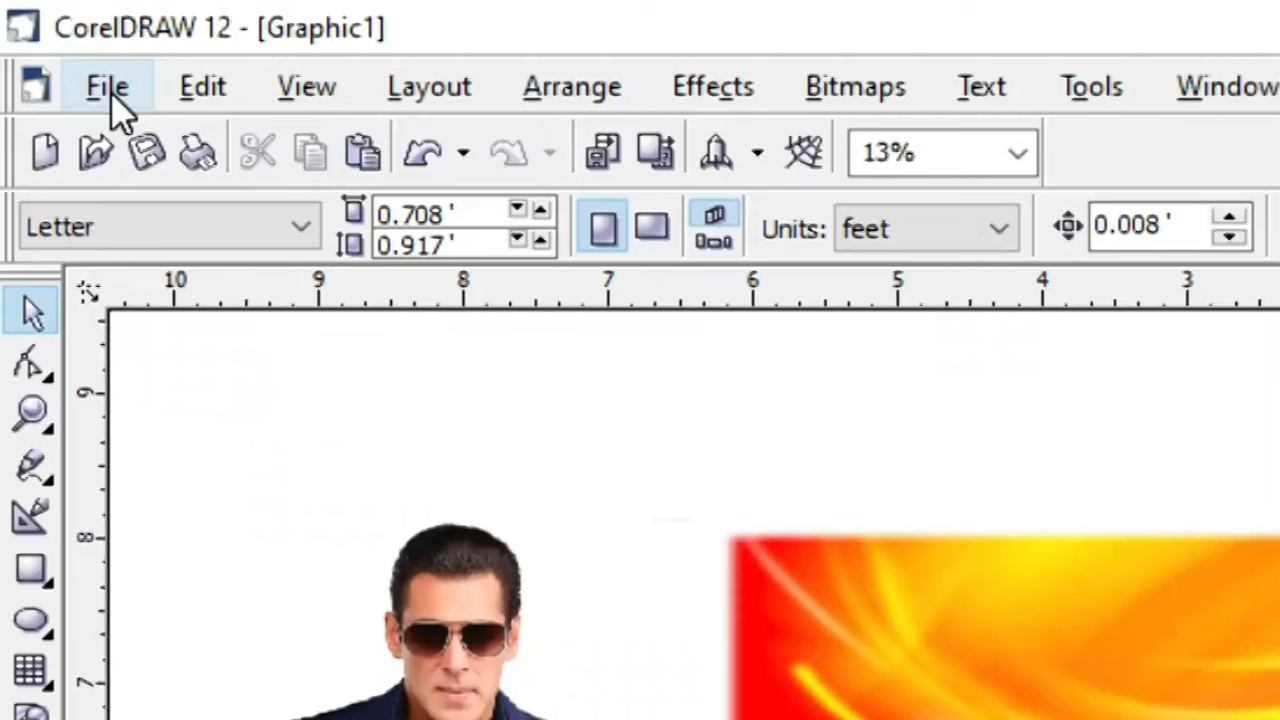 CorelDRAW 12 - [Graphic1]
File Edit View Layout Arrange Effects Bitmaps Text Tools Window
13%
Letter 0.708 ' Units: feet 0.008 '
0.917 '
10 9 8 7 6 5 4 3
9
8
7